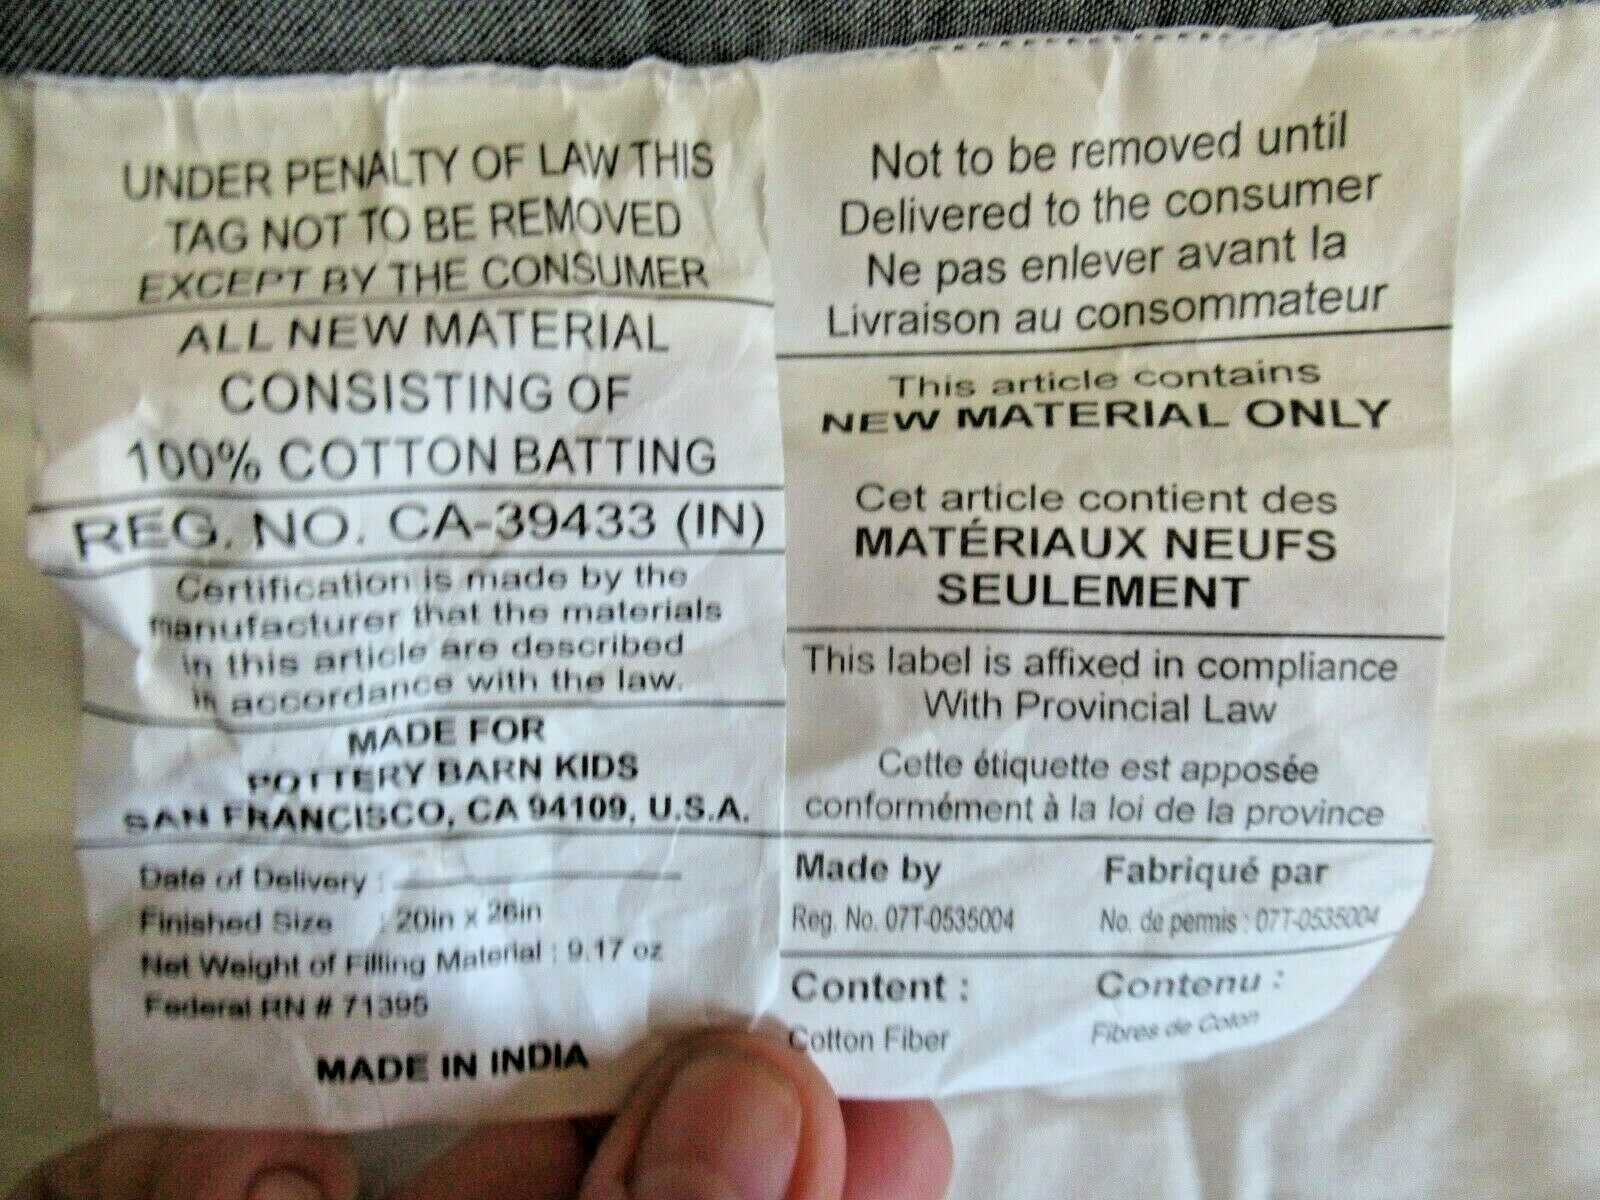 UNDER PENALTY OF LAW THIS
TAG NOT TO BE REMOVED
EXCEPT BY THE CONSUMER
ALL NEW MATERIAL
CONSISTING OF
100% COTTON BATTING
REG. NO. CA-39433 (IN)
Certification is made by the
manufacturer that the materials
in this article are described
in accordance with the law.
MADE FOR
POTTERY BARN KIDS
SAN FRANCISCO, CA 94109, U.S.A.
Date of Delivery :
Finished Size : 20in x 26in
Net Weight of Filling Material : 9.17 oz
Federal RN # 71395
MADE IN INDIA
Not to be removed until
Delivered to the consumer
Ne pas enlever avant la
Livraison au consommateur
This article contains
NEW MATERIAL ONLY
Cet article contient des
MATÉRIAUX NEUFS
SEULEMENT
This label is affixed in compliance
With Provincial Law
Cette étiquette est apposée
conformément à la loi de la province
Made by Fabriqué par
Reg. No. 07T-0535004 No. de permis : 07T-0535004
Content : Contenu :
Cotton Fiber Fibres de Coton